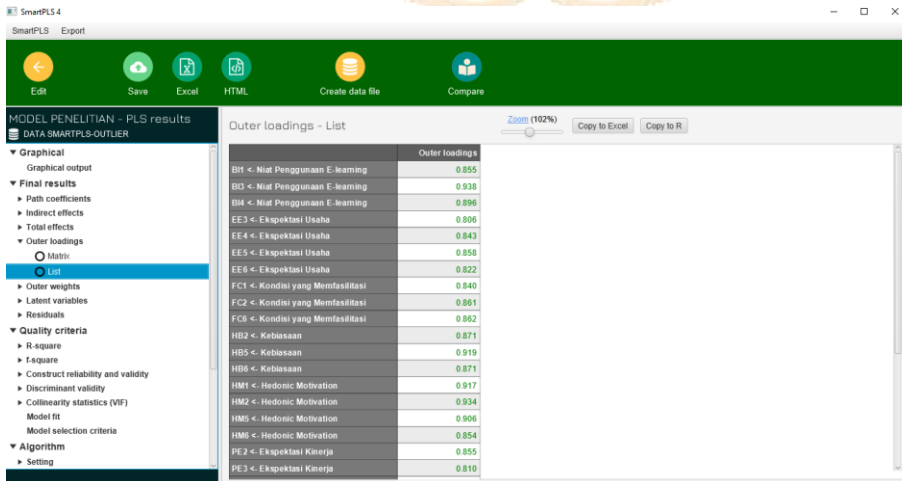 SmartPLS 4
SmartPLS Export
Edit Save Excel HTML Create data file Compare
MODEL PENELITIAN - PLS results
DATA SMARTPLS-OUTLIER
Graphical
Graphical output
Final results
Path coefficients
Indirect effects
Total effects
Outer loadings
Matrix
List
Outer weights
Latent variables
Residuals
Quality criteria
R-square
f-square
Construct reliability and validity
Discriminant validity
Collinearity statistics (VIF)
Model fit
Model selection criteria
Algorithm
Setting
Outer loadings - List
Zoom (102%)
Copy to Excel Copy to R
Outer loadings
BI1 <- Niat Penggunaan E-learning 0.855
BI3 <- Niat Penggunaan E-learning 0.938
BI4 <- Niat Penggunaan E-learning 0.896
EE3 <- Ekspektasi Usaha 0.806
EE4 <- Ekspektasi Usaha 0.843
EE5 <- Ekspektasi Usaha 0.858
EE6 <- Ekspektasi Usaha 0.822
FC1 <- Kondisi yang Memfasilitasi 0.840
FC2 <- Kondisi yang Memfasilitasi 0.861
FC6 <- Kondisi yang Memfasilitasi 0.862
HB2 <- Kebiasaan 0.871
HB5 <- Kebiasaan 0.919
HB6 <- Kebiasaan 0.871
HM1 <- Hedonic Motivation 0.917
HM2 <- Hedonic Motivation 0.934
HM5 <- Hedonic Motivation 0.906
HM6 <- Hedonic Motivation 0.854
PE2 <- Ekspektasi Kinerja 0.855
PE3 <- Ekspektasi Kinerja 0.810